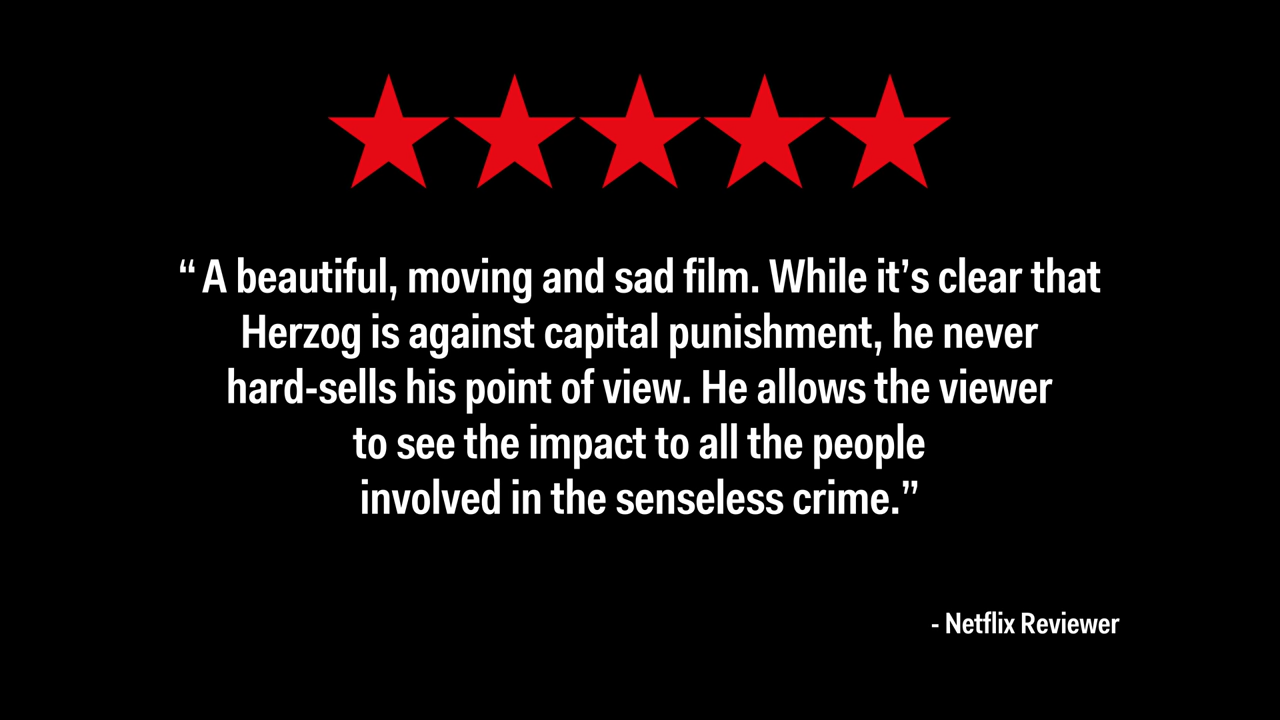 “ A beautiful, moving and sad film. While it’s clear that
Herzog is against capital punishment, he never
hard-sells his point of view. He allows the viewer
to see the impact to all the people
involved in the senseless crime.”
- Netflix Reviewer